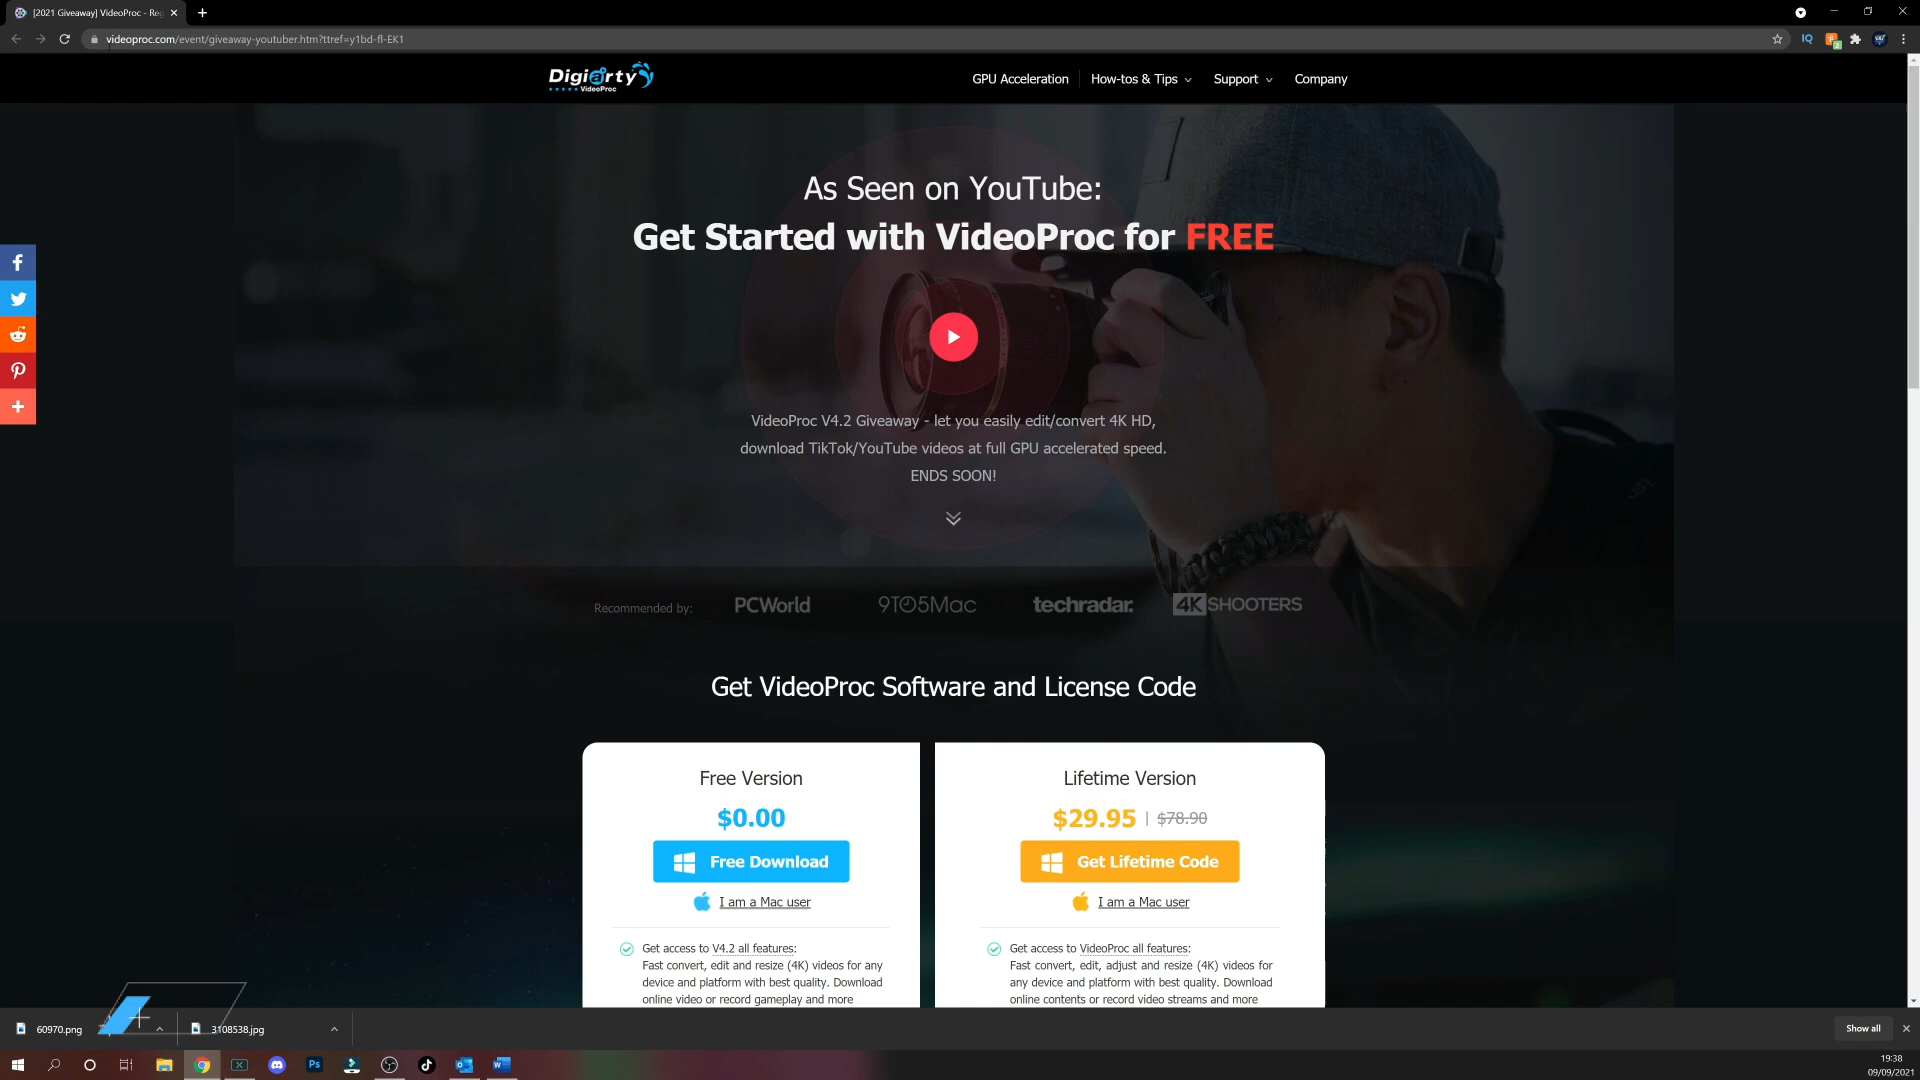 [2021 Giveaway] VideoProc - Reg
videoproc.com/event/giveaway-youtuber.htm?ttref=y1bd-fl-EK1
IQ
2
Digiarty
VideoProc
GPU Acceleration
How-tos & Tips
Support
Company
As Seen on YouTube:
Get Started with VideoProc for FREE
VideoProc V4.2 Giveaway - let you easily edit/convert 4K HD,
download TikTok/YouTube videos at full GPU accelerated speed.
ENDS SOON!
Recommended by:
PCWorld
9TO5Mac
techradar.
4K SHOOTERS
Get VideoProc Software and License Code
Free Version
$0.00
Free Download
I am a Mac user
Get access to V4.2 all features:
Fast convert, edit and resize (4K) videos for any
device and platform with best quality. Download
online video or record gameplay and more
Lifetime Version
$29.95 | $78.90
Get Lifetime Code
I am a Mac user
Get access to VideoProc all features:
Fast convert, edit, adjust and resize (4K) videos for
any device and platform with best quality. Download
online contents or record video streams and more
60970.png
3108538.jpg
Show all
Ps
19:38
09/09/2021